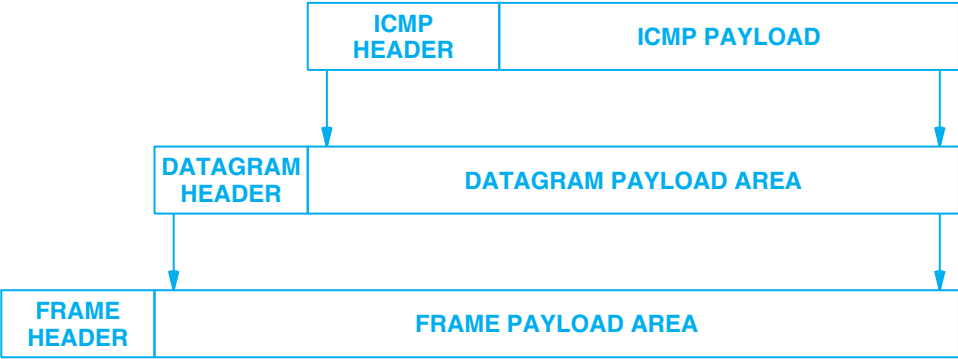 ICMP
HEADER
ICMP PAYLOAD
DATAGRAM
HEADER
DATAGRAM PAYLOAD AREA
FRAME
HEADER
FRAME PAYLOAD AREA